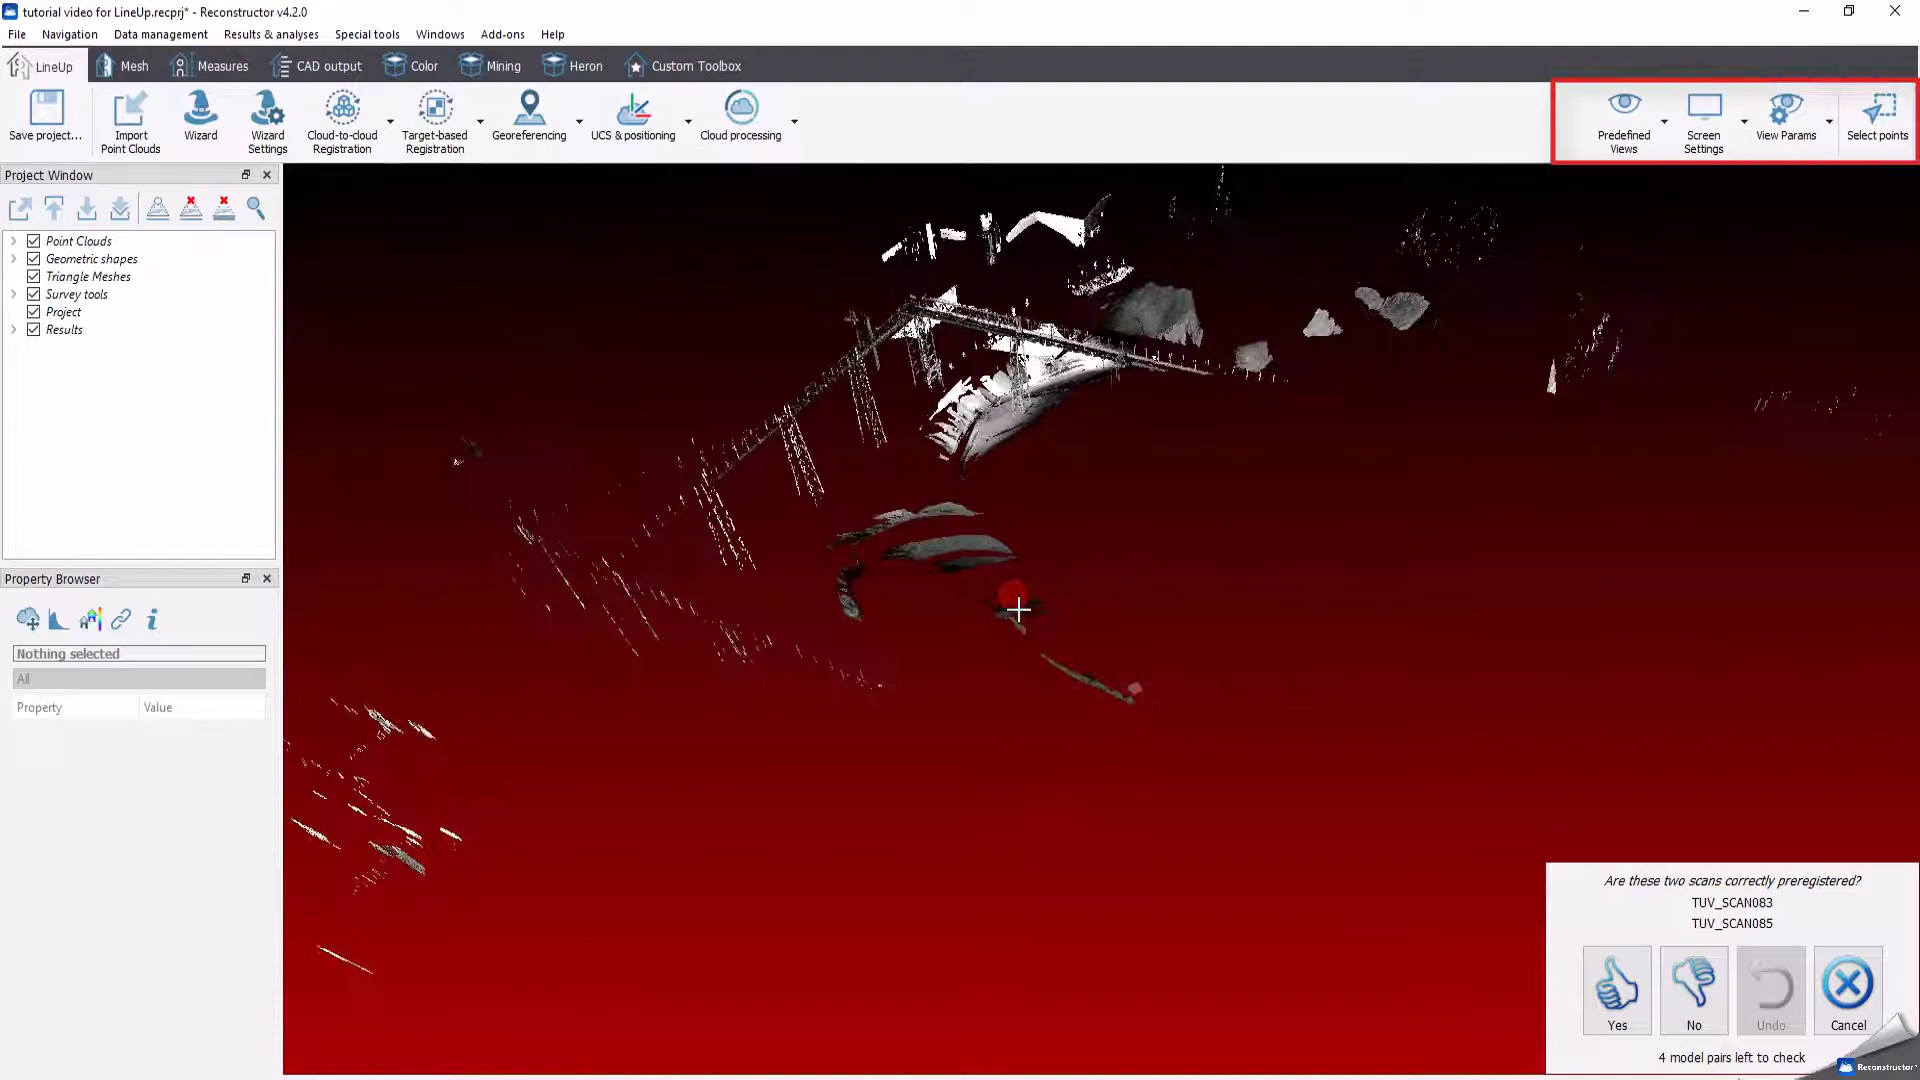 tutorial video for LineUp.recprj* - Reconstructor v4.2.0
File Navigation Data management Results & analyses Special tools Windows Add-ons Help
LineUp Mesh Measures CAD output Color Mining Heron Custom Toolbox
Save project...
Import
Point Clouds
Wizard
Wizard
Settings
Cloud-to-cloud
Registration
Target-based
Registration
Georeferencing
UCS & positioning
Cloud processing
Predefined
Views
Screen
Settings
View Params
Select points
Project Window
Point Clouds
Geometric shapes
Triangle Meshes
Survey tools
Project
Results
Property Browser
Nothing selected
All
Property Value
Are these two scans correctly preregistered?
TUV_SCAN083
TUV_SCAN085
Yes No Undo Cancel
4 model pairs left to check
Reconstructor